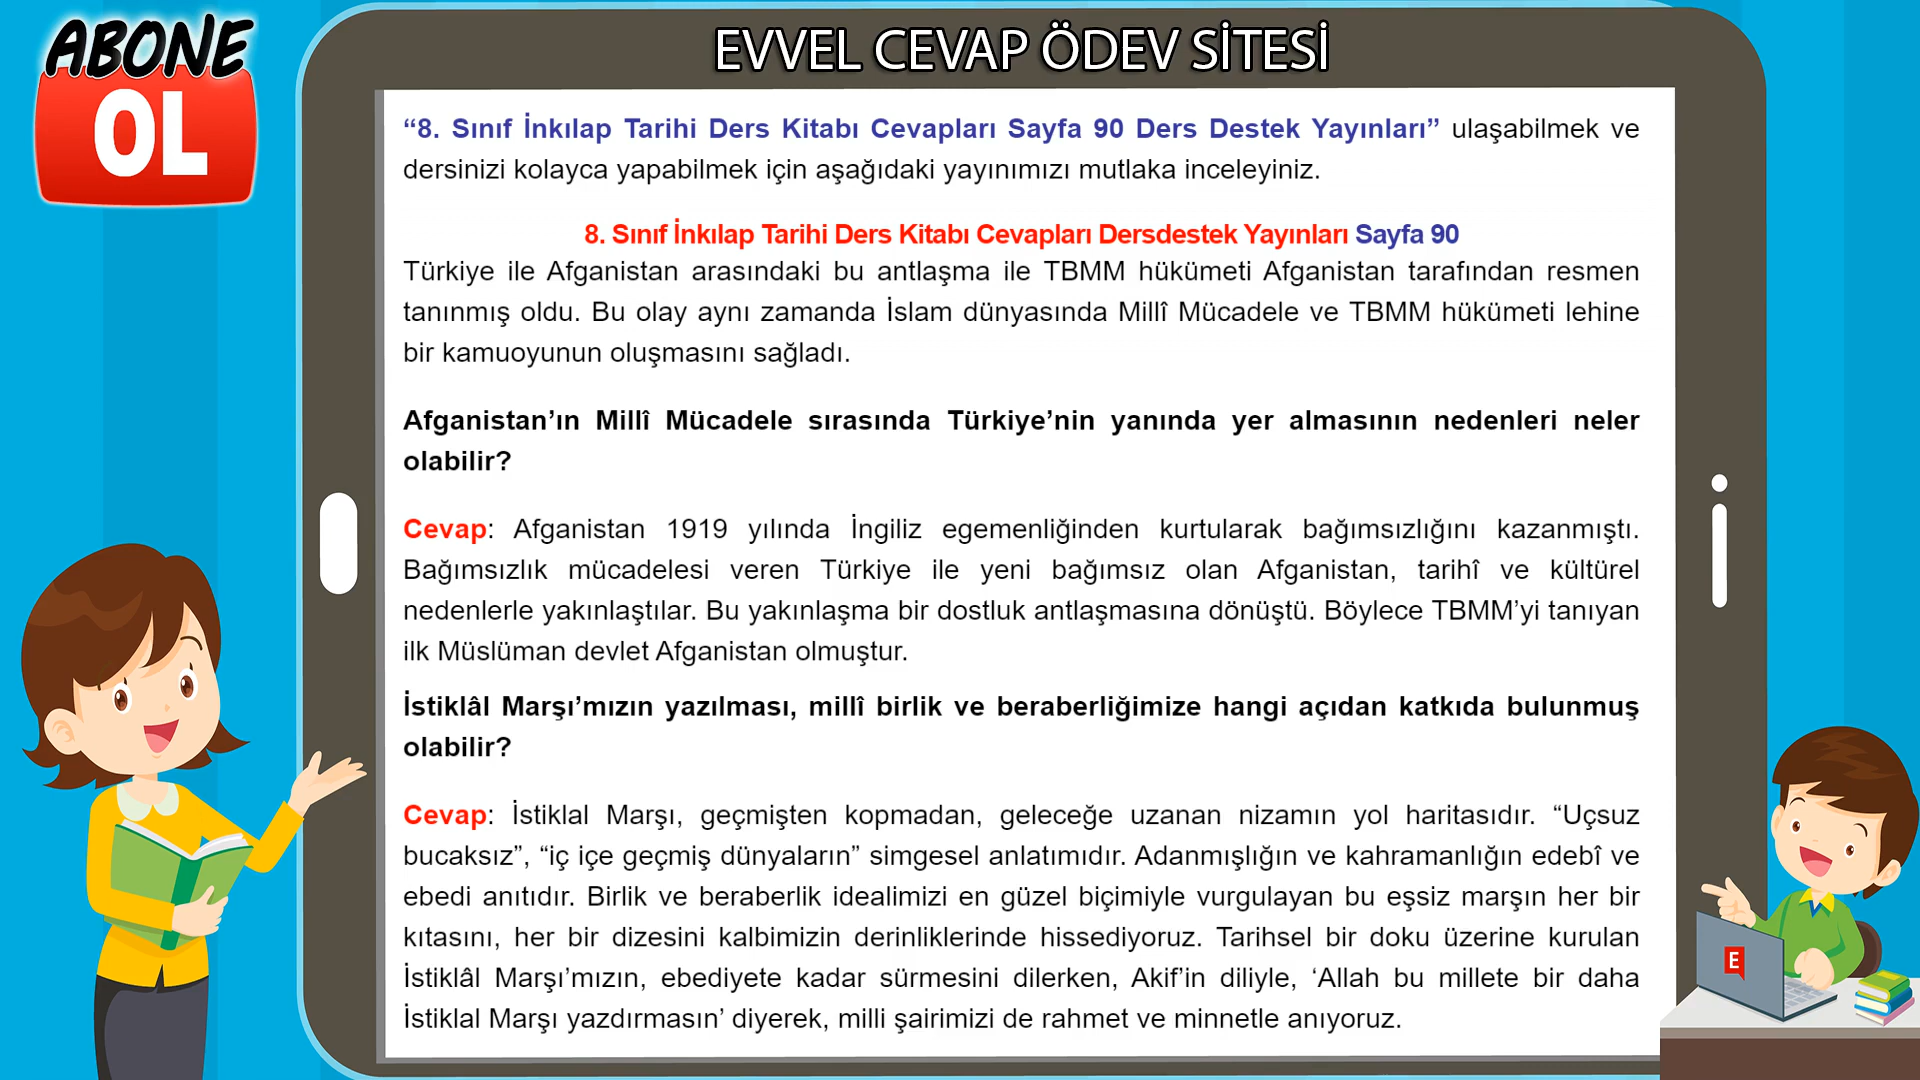 ABONE
OL
EVVEL CEVAP ÖDEV SİTESİ
“8. Sınıf İnkılap Tarihi Ders Kitabı Cevapları Sayfa 90 Ders Destek Yayınları” ulaşabilmek ve
dersinizi kolayca yapabilmek için aşağıdaki yayınımızı mutlaka inceleyiniz.
8. Sınıf İnkılap Tarihi Ders Kitabı Cevapları Dersdestek Yayınları Sayfa 90
Türkiye ile Afganistan arasındaki bu antlaşma ile TBMM hükümeti Afganistan tarafından resmen
tanınmış oldu. Bu olay aynı zamanda İslam dünyasında Millî Mücadele ve TBMM hükümeti lehine
bir kamuoyunun oluşmasını sağladı.
Afganistan’ın Millî Mücadele sırasında Türkiye’nin yanında yer almasının nedenleri neler
olabilir?
Cevap: Afganistan 1919 yılında İngiliz egemenliğinden kurtularak bağımsızlığını kazanmıştı.
Bağımsızlık mücadelesi veren Türkiye ile yeni bağımsız olan Afganistan, tarihî ve kültürel
nedenlerle yakınlaştılar. Bu yakınlaşma bir dostluk antlaşmasına dönüştü. Böylece TBMM’yi tanıyan
ilk Müslüman devlet Afganistan olmuştur.
İstiklâl Marşı’mızın yazılması, millî birlik ve beraberliğimize hangi açıdan katkıda bulunmuş
olabilir?
Cevap: İstiklal Marşı, geçmişten kopmadan, geleceğe uzanan nizamın yol haritasıdır. “Uçsuz
bucaksız”, “iç içe geçmiş dünyaların” simgesel anlatımıdır. Adanmışlığın ve kahramanlığın edebî ve
ebedi anıtıdır. Birlik ve beraberlik idealimizi en güzel biçimiyle vurgulayan bu eşsiz marşın her bir
kıtasını, her bir dizesini kalbimizin derinliklerinde hissediyoruz. Tarihsel bir doku üzerine kurulan
İstiklâl Marşı’mızın, ebediyete kadar sürmesini dilerken, Akif’in diliyle, ‘Allah bu millete bir daha
İstiklal Marşı yazdırmasın’ diyerek, milli şairimizi de rahmet ve minnetle anıyoruz.
E